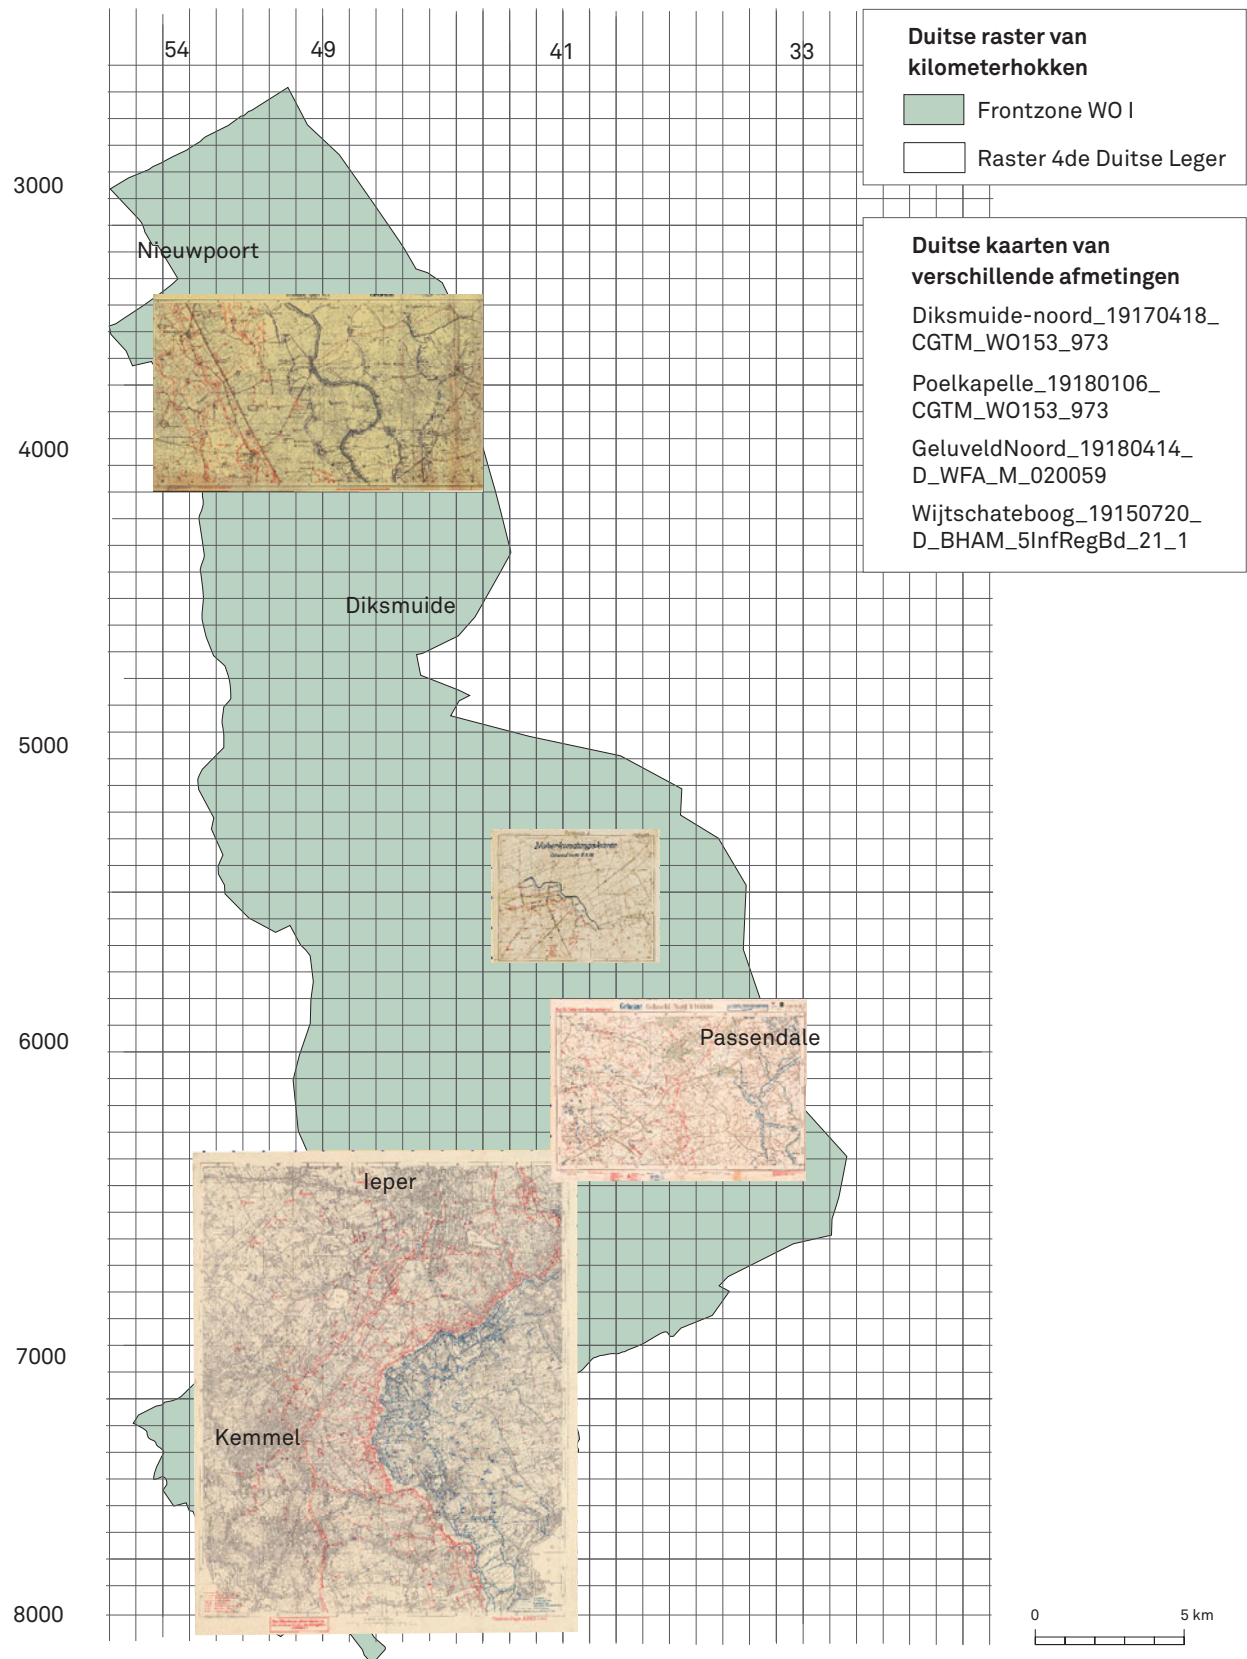 54
49
41
33
Duitse raster van
kilometerhokken
Frontzone WO I
Raster 4de Duitse Leger
3000
Nieuwpoort
Duitse kaarten van
verschillende afmetingen
Diksmuide-noord_19170418_
CGTM_WO153_973
Poelkapelle_19180106_
CGTM_WO153_973
GeluveldNoord_19180414_
D_WFA_M_020059
Wijtschateboog_19150720_
D_BHAM_5InfRegBd_21_1
4000
Diksmuide
5000
6000
Passendale
Ieper
7000
Kemmel
8000
0
5 km